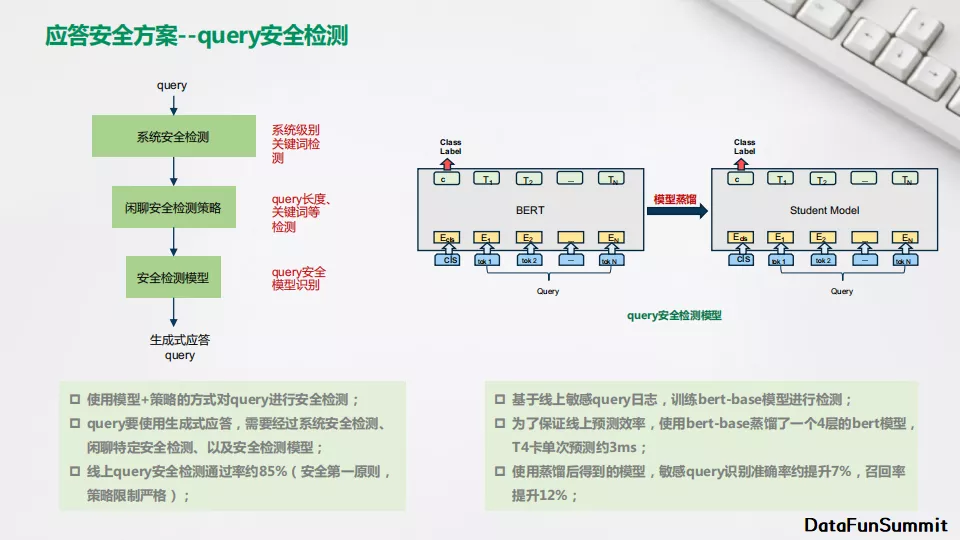 应答安全方案--query安全检测
query
系统安全检测
系统级别
关键词检
测
闲聊安全检测策略
query长度、
关键词等
检测
安全检测模型
query安全
模型识别
生成式应答
query
Class
Label
c T1 T2 ... TN
BERT
Ecls E1 E2 ... EN
cls tok 1 tok 2 ... tok N
Query
模型蒸馏
Class
Label
c T1 T2 ... TN
Student Model
Ecls E1 E2 ... EN
cls tok 1 tok 2 ... tok N
Query
query安全检测模型
使用模型+策略的方式对query进行安全检测；
query要使用生成式应答，需要经过系统安全检测、
闲聊特定安全检测、以及安全检测模型；
线上query安全检测通过率约85%（安全第一原则，
策略限制严格）；
基于线上敏感query日志，训练bert-base模型进行检测；
为了保证线上预测效率，使用bert-base蒸馏了一个4层的bert模型，
T4卡单次预测约3ms；
使用蒸馏后得到的模型，敏感query识别准确率约提升7%，召回率
提升12%；
DataFunSummit